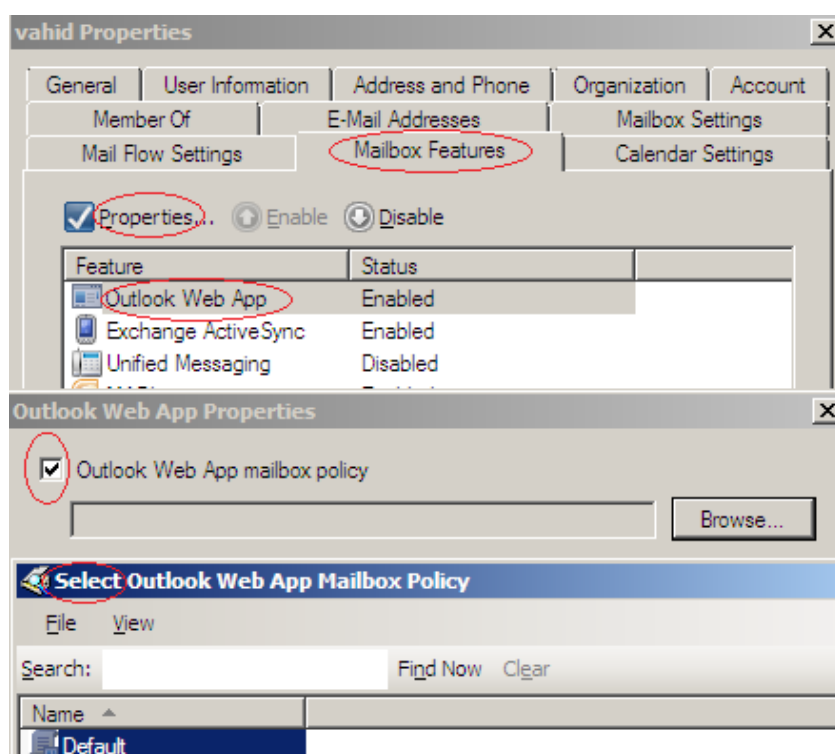 vahid Properties
General User Information Address and Phone Organization Account
Member Of E-Mail Addresses Mailbox Settings
Mail Flow Settings Mailbox Features Calendar Settings
Properties... Enable Disable
Feature Status
Outlook Web App Enabled
Exchange ActiveSync Enabled
Unified Messaging Disabled
Outlook Web App Properties
Outlook Web App mailbox policy
Browse...
Select Outlook Web App Mailbox Policy
File View
Search: Find Now Clear
Name
Default